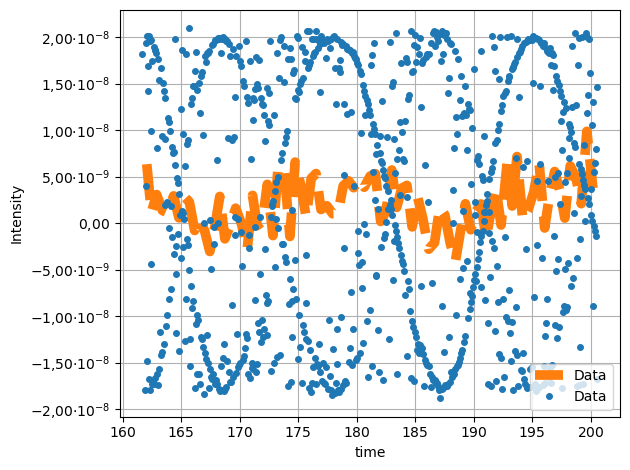 2,00·10⁻⁸
1,50·10⁻⁸
1,00·10⁻⁸
5,00·10⁻⁹
0,00
−5,00·10⁻⁹
−1,00·10⁻⁸
−1,50·10⁻⁸
−2,00·10⁻⁸
Intensity
160 165 170 175 180 185 190 195 200
time
Data
Data